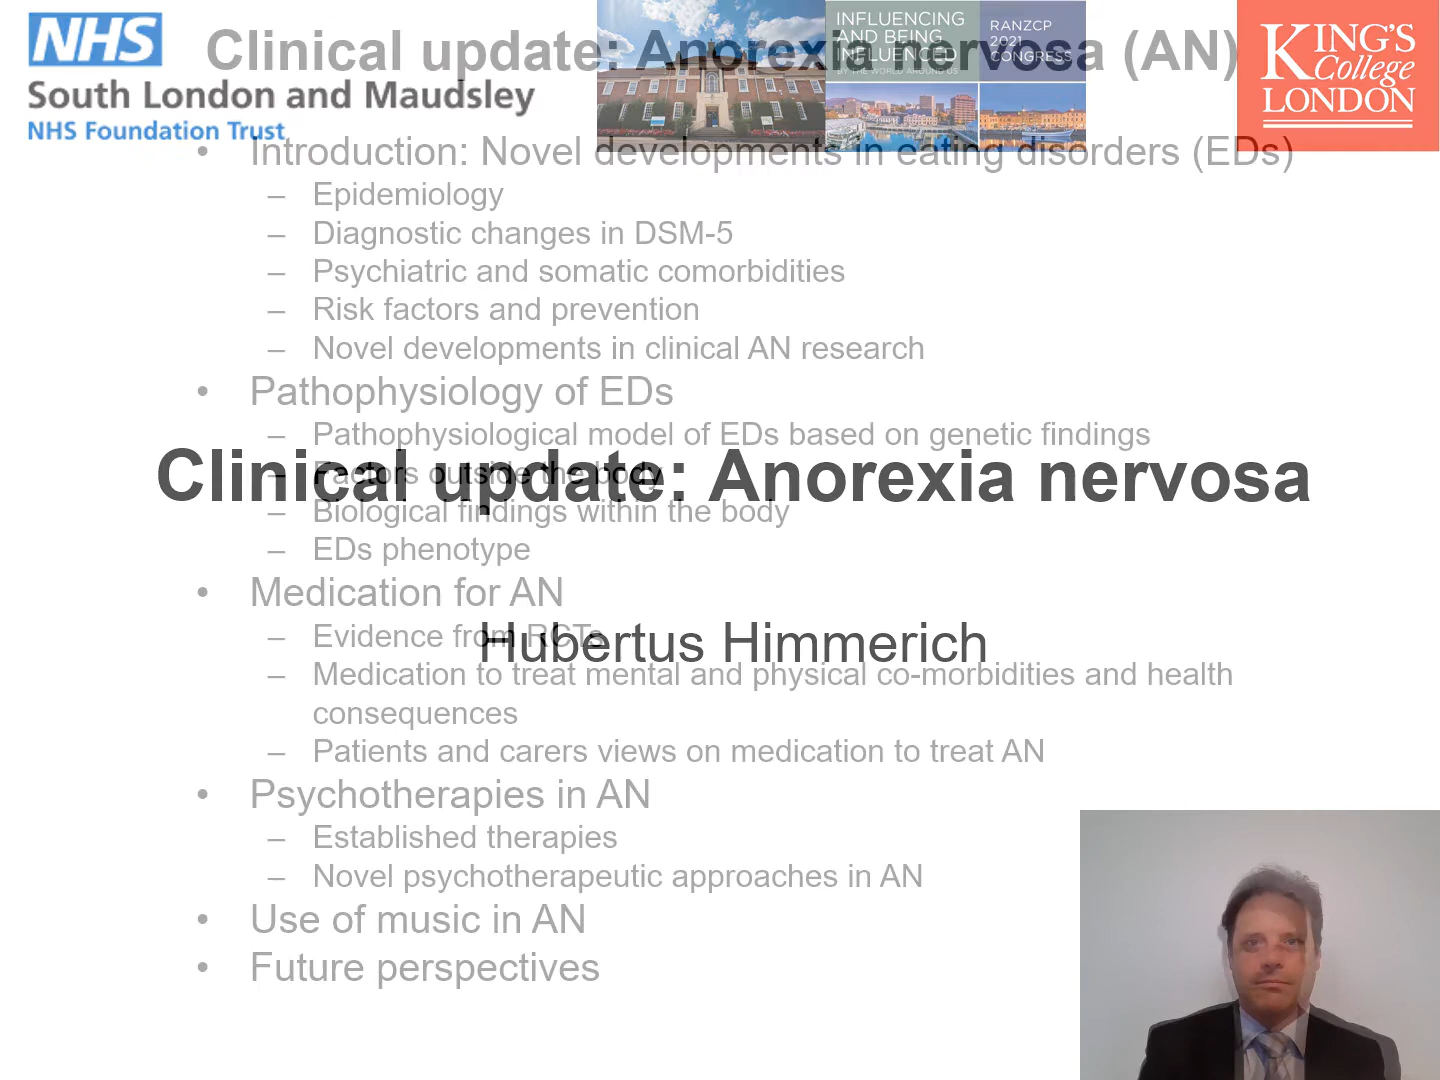 NHS
South London and Maudsley
NHS Foundation Trust
Clinical update: Anorexia nervosa (AN)
INFLUENCING
AND BEING
INFLUENCED
BY THE WORLD AROUND US
RANZCP
2021
CONGRESS
KING'S
College
LONDON
• Introduction: Novel developments in eating disorders (EDs)
– Epidemiology
– Diagnostic changes in DSM-5
– Psychiatric and somatic comorbidities
– Risk factors and prevention
– Novel developments in clinical AN research
• Pathophysiology of EDs
– Pathophysiological model of EDs based on genetic findings
– Factors outside the body
Clinical update: Anorexia nervosa
– Biological findings within the body
– EDs phenotype
• Medication for AN
– Evidence from RCTs
Hubertus Himmerich
– Medication to treat mental and physical co-morbidities and health
consequences
– Patients and carers views on medication to treat AN
• Psychotherapies in AN
– Established therapies
– Novel psychotherapeutic approaches in AN
• Use of music in AN
• Future perspectives